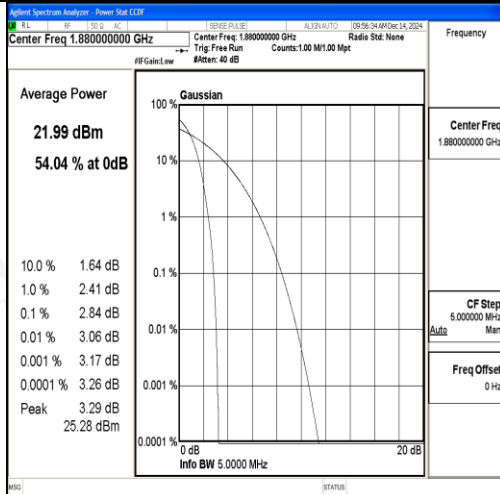 Agilent Spectrum Analyzer - Power Stat CCDF
RL RF 50 Ω AC SENSE:PULSE ALIGNAUTO 09:56:34 AM Dec 14, 2024
Center Freq 1.880000000 GHz
Center Freq: 1.880000000 GHz Radio Std: None
Trig: Free Run Counts:1.00 M/1.00 Mpt
#IFGain:Low #Atten: 40 dB
Frequency
Average Power
21.99 dBm
54.04 % at 0dB
10.0 % 1.64 dB
1.0 % 2.41 dB
0.1 % 2.84 dB
0.01 % 3.06 dB
0.001 % 3.17 dB
0.0001 % 3.26 dB
Peak 3.29 dB
25.28 dBm
Gaussian
100 %
10 %
1 %
0.1 %
0.01 %
0.001 %
0.0001 %
0 dB 20 dB
Info BW 5.0000 MHz
Center Freq
1.880000000 GHz
CF Step
5.000000 MHz
Auto Man
Freq Offset
0 Hz
MSG STATUS